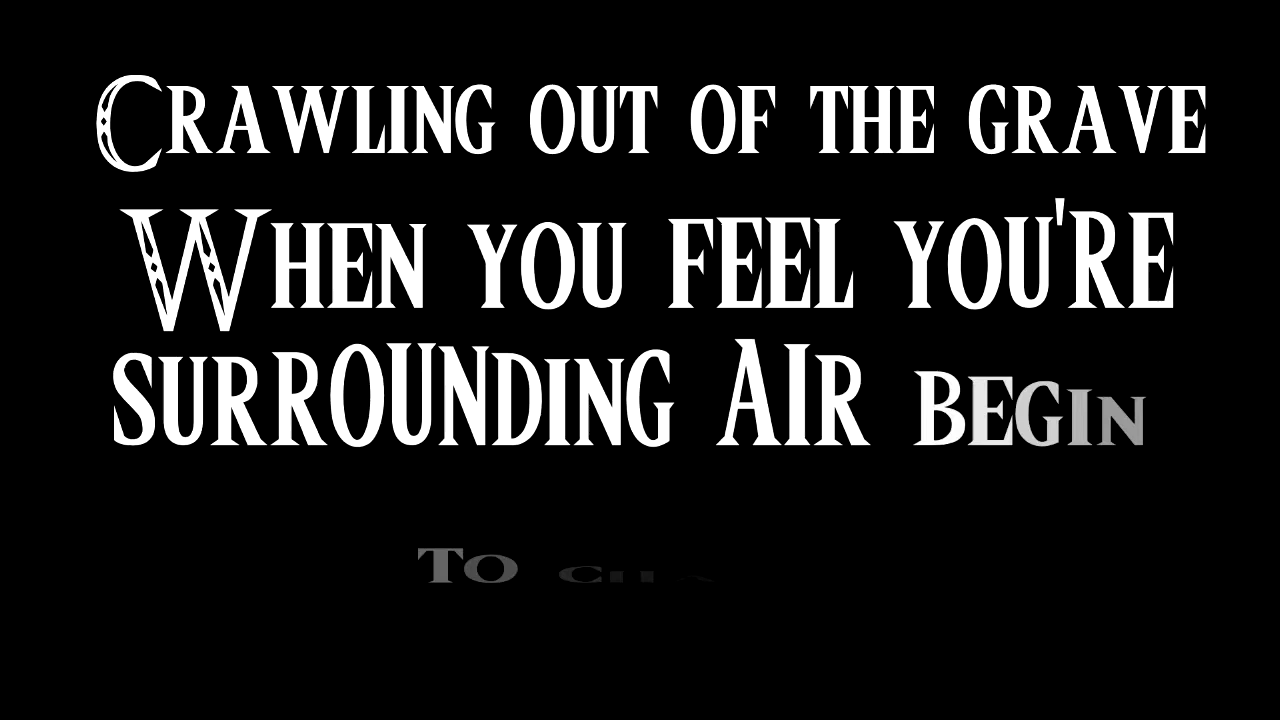 Crawling out of the grave
When you feel you're
surrounding Air begin
To